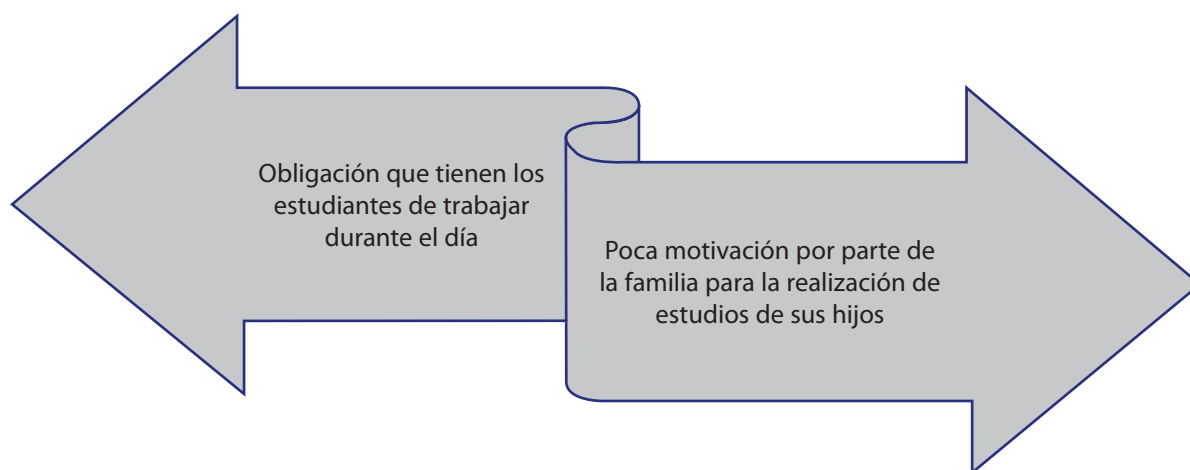 Obligación que tienen los
estudiantes de trabajar
durante el día
Poca motivación por parte de
la familia para la realización de
estudios de sus hijos